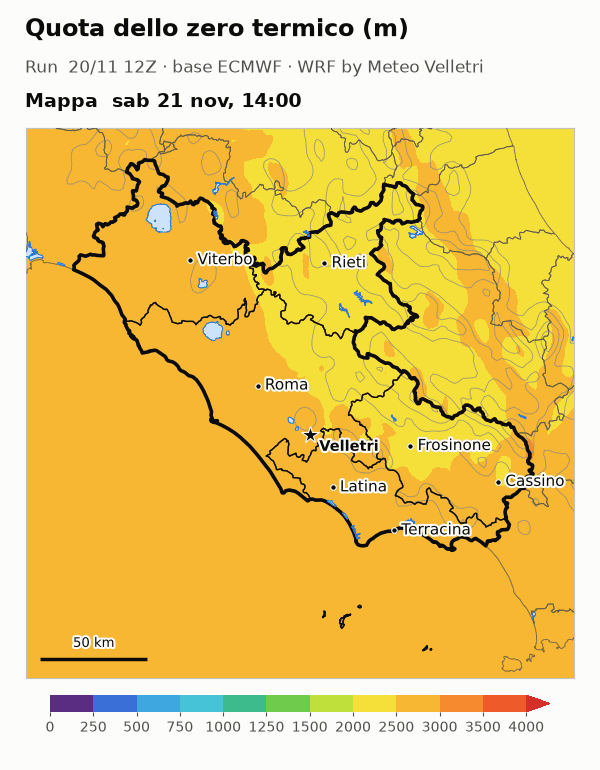 Quota dello zero termico (m)
Run  20/11 12Z · base ECMWF · WRF by Meteo Velletri
Mappa  sab 21 nov, 14:00
Viterbo
Rieti
Roma
Velletri
Frosinone
Cassino
Latina
Terracina
50 km
0 250 500 750 1000 1250 1500 2000 2500 3000 3500 4000